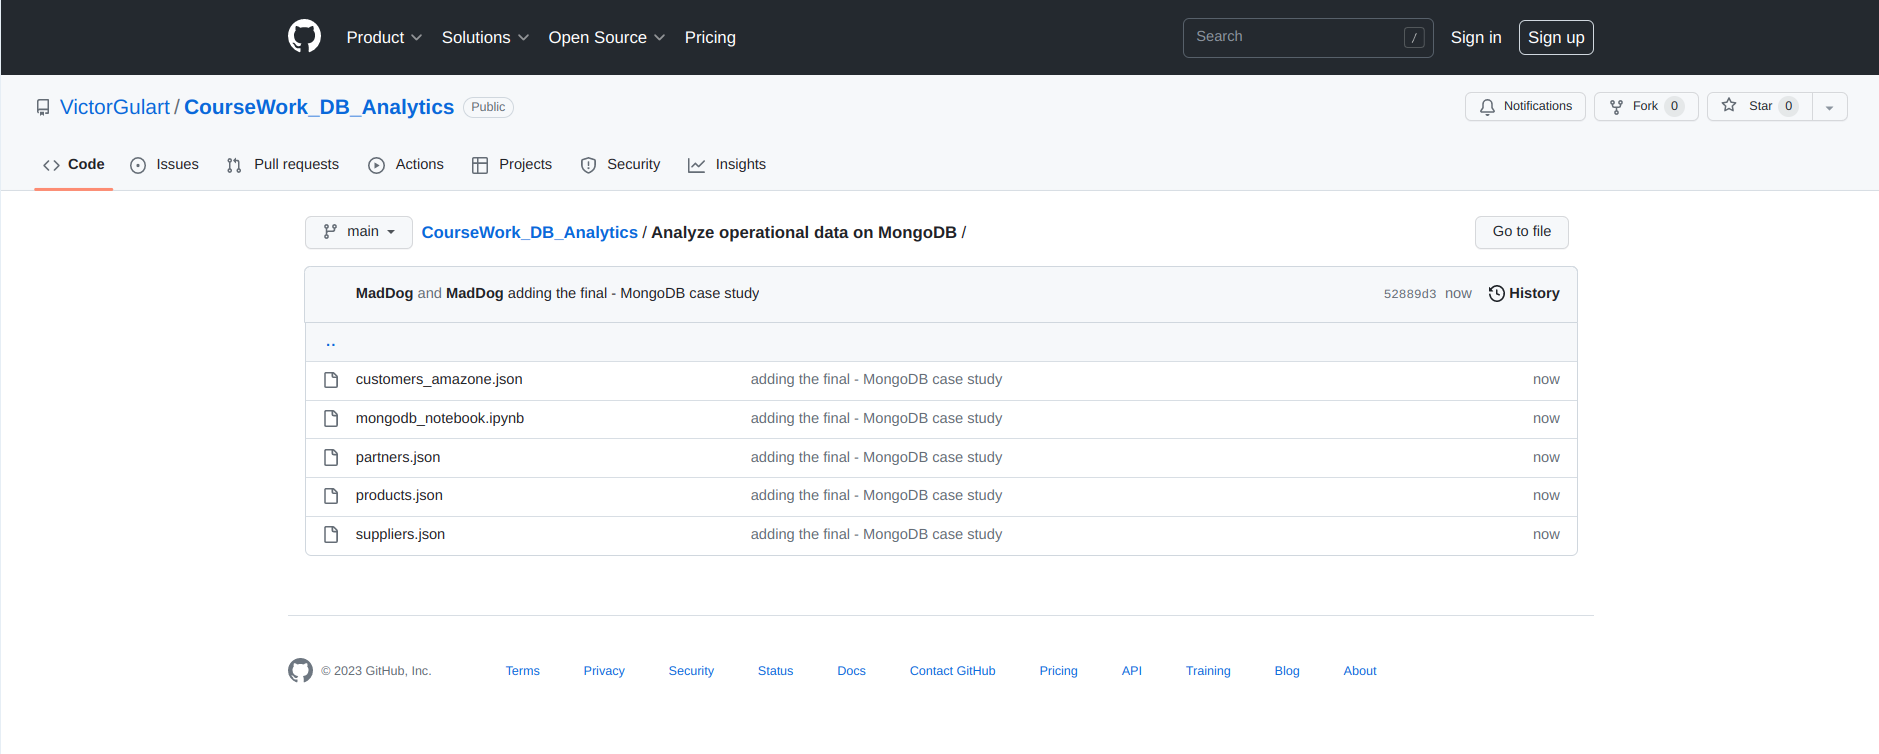 Product Solutions Open Source Pricing Search / Sign in Sign up
VictorGulart / CourseWork_DB_Analytics Public Notifications Fork 0 Star 0
Code Issues Pull requests Actions Projects Security Insights
main CourseWork_DB_Analytics / Analyze operational data on MongoDB / Go to file
MadDog and MadDog adding the final - MongoDB case study 52889d3 now History
..
customers_amazone.json adding the final - MongoDB case study now
mongodb_notebook.ipynb adding the final - MongoDB case study now
partners.json adding the final - MongoDB case study now
products.json adding the final - MongoDB case study now
suppliers.json adding the final - MongoDB case study now
© 2023 GitHub, Inc. Terms Privacy Security Status Docs Contact GitHub Pricing API Training Blog About